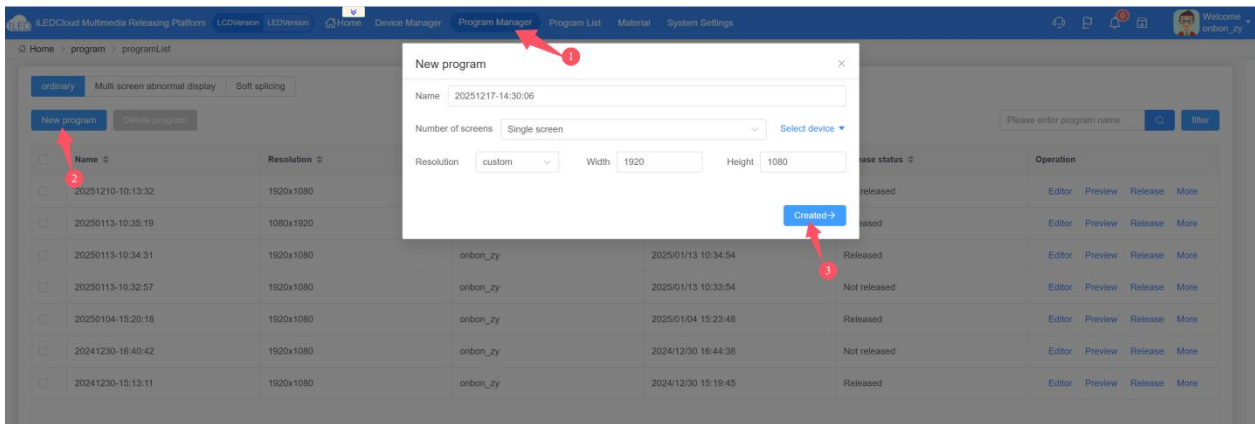 iLEDCloud Multimedia Releasing Platform LCDVersion LEDVersion Home Device Manager Program Manager Program List Material System Settings 0 Welcome onbon_zy
Home > program > programList
New program
1
ordinary Multi screen abnormal display Soft splicing
Name 20251217-14:30:06
New program Delete program
Please enter program name filter
Number of screens Single screen Select device
Resolution custom Width 1920 Height 1080
Name Resolution ease status Operation
2
20251210-10:13:32 1920x1080 released Editor Preview Release More
Created→
20250113-10:35:19 1080x1920 eased Editor Preview Release More
20250113-10:34:31 1920x1080 onbon_zy 2025/01/13 10:34:54 Released Editor Preview Release More
3
20250113-10:32:57 1920x1080 onbon_zy 2025/01/13 10:33:54 Not released Editor Preview Release More
20250104-15:20:18 1920x1080 onbon_zy 2025/01/04 15:23:48 Released Editor Preview Release More
20241230-16:40:42 1920x1080 onbon_zy 2024/12/30 16:44:38 Not released Editor Preview Release More
20241230-15:13:11 1920x1080 onbon_zy 2024/12/30 15:19:45 Released Editor Preview Release More